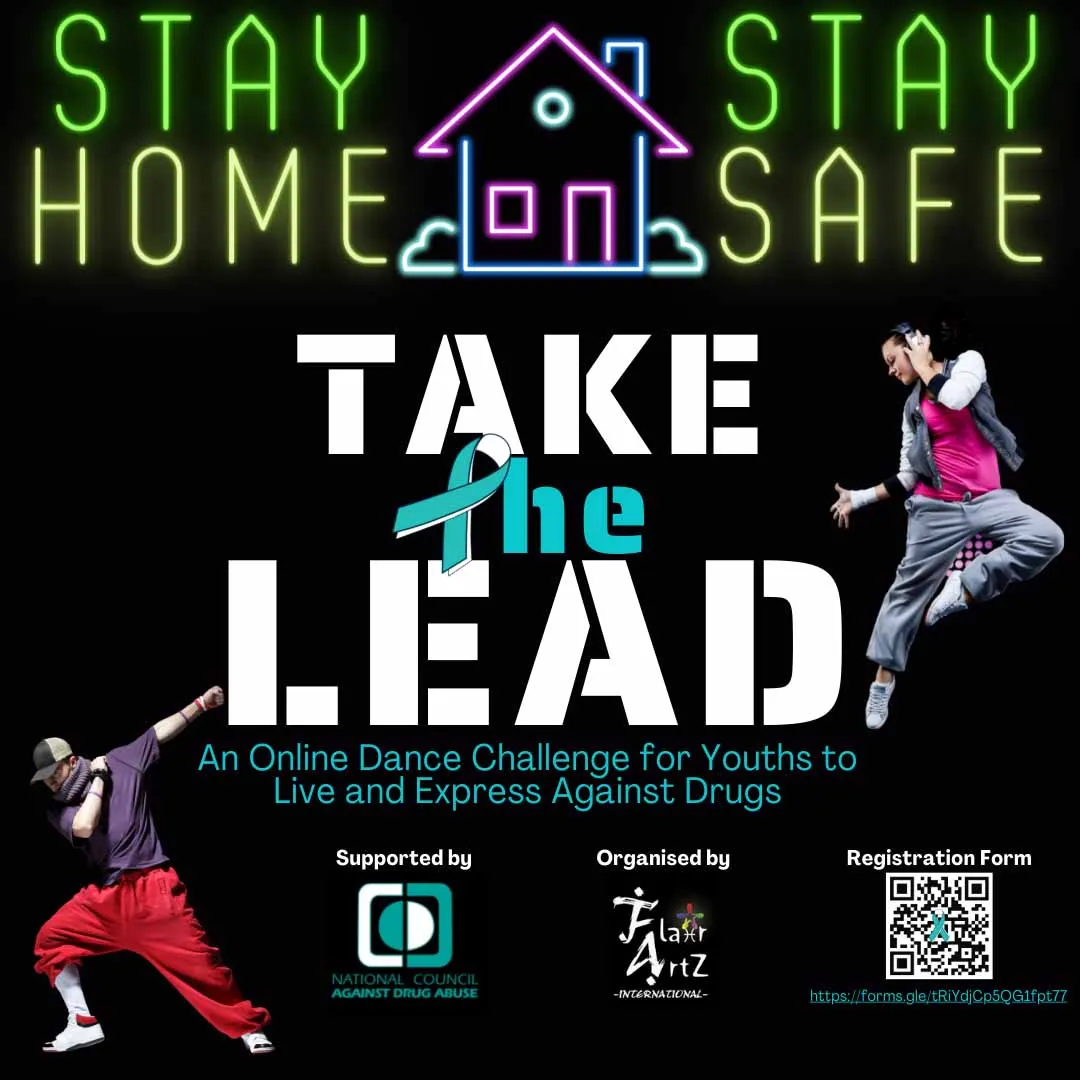 STAY STAY
HOME SAFE
TAKE
the
LEAD
An Online Dance Challenge for Youths to
Live and Express Against Drugs
Supported by
NATIONAL COUNCIL
AGAINST DRUG ABUSE
Organised by
Flair
ArtZ
-INTERNATIONAL-
Registration Form
https://forms.gle/tRiYdjCp5QG1fpt77